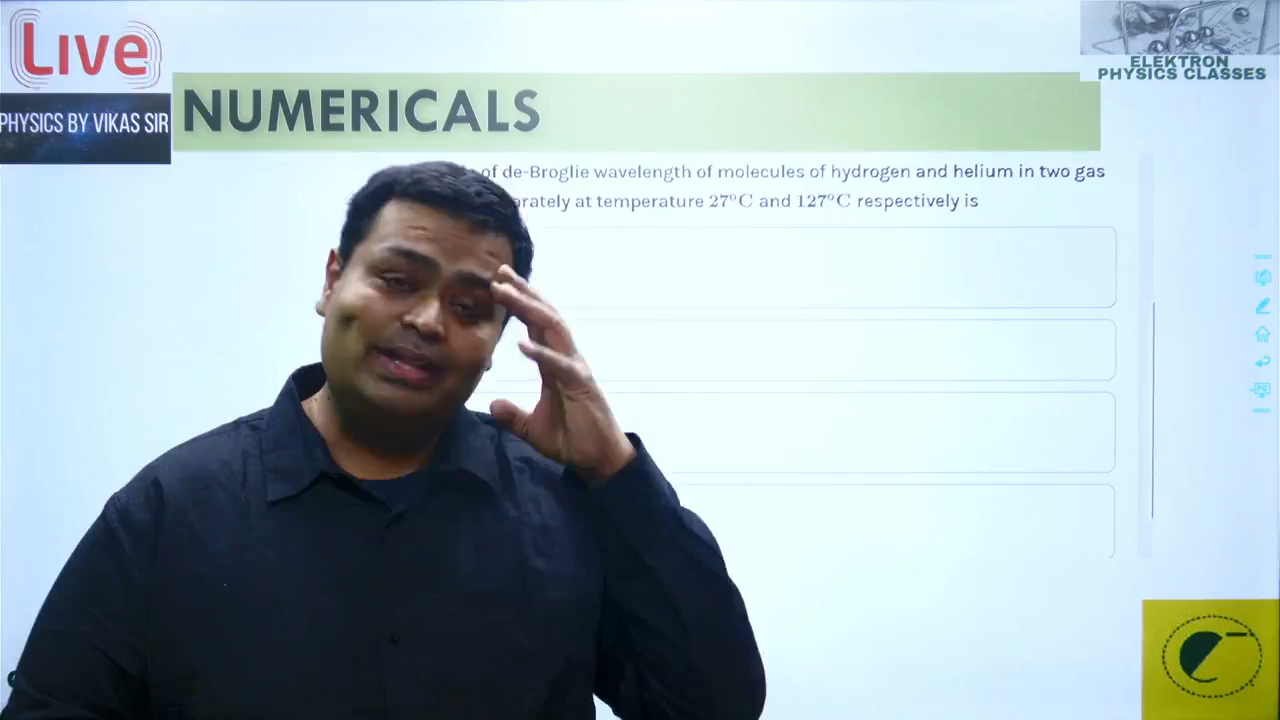 Live
PHYSICS BY VIKAS SIR
NUMERICALS
ELEKTRON
PHYSICS CLASSES
of de-Broglie wavelength of molecules of hydrogen and helium in two gas
at temperature 27°C and 127°C respectively is